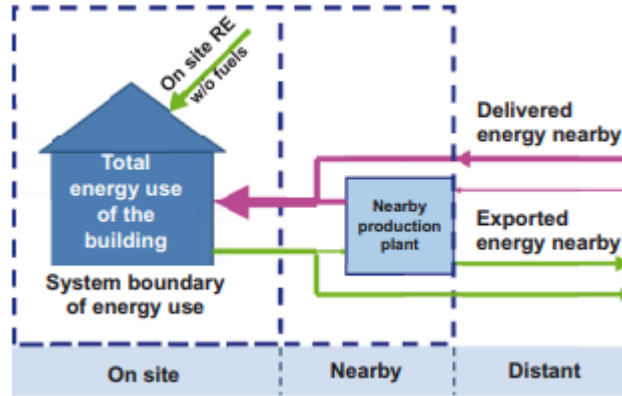 On site RE
w/o fuels
Delivered
energy nearby
Total
energy use
of the
building
Nearby
production
plant
Exported
energy nearby
System boundary
of energy use
On site
Nearby
Distant